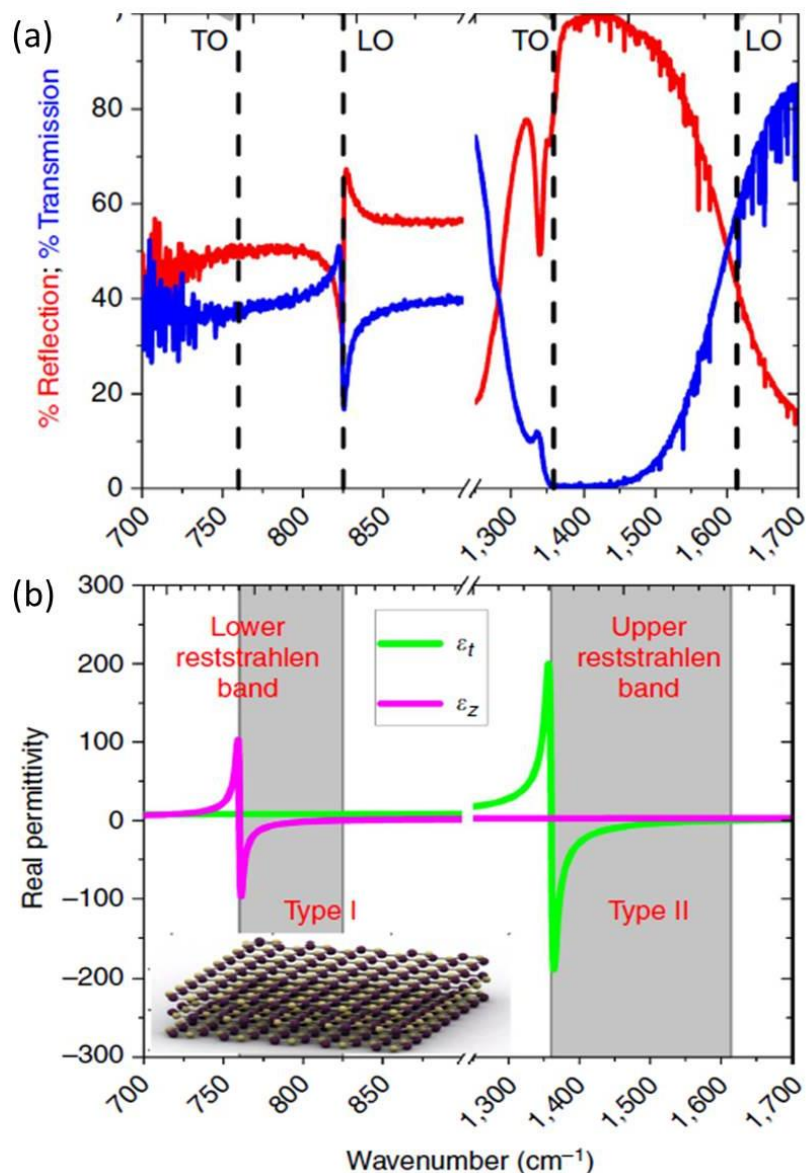 (a)
TO
LO
TO
LO
% Reflection; % Transmission
80
60
40
20
0
700
750
800
850
1,300
1,400
1,500
1,600
1,700
(b)
300
200
100
0
–100
–200
–300
Real permittivity
Lower
reststrahlen
band
εt
εz
Upper
reststrahlen
band
Type I
Type II
700
750
800
850
1,300
1,400
1,500
1,600
1,700
Wavenumber (cm–1)